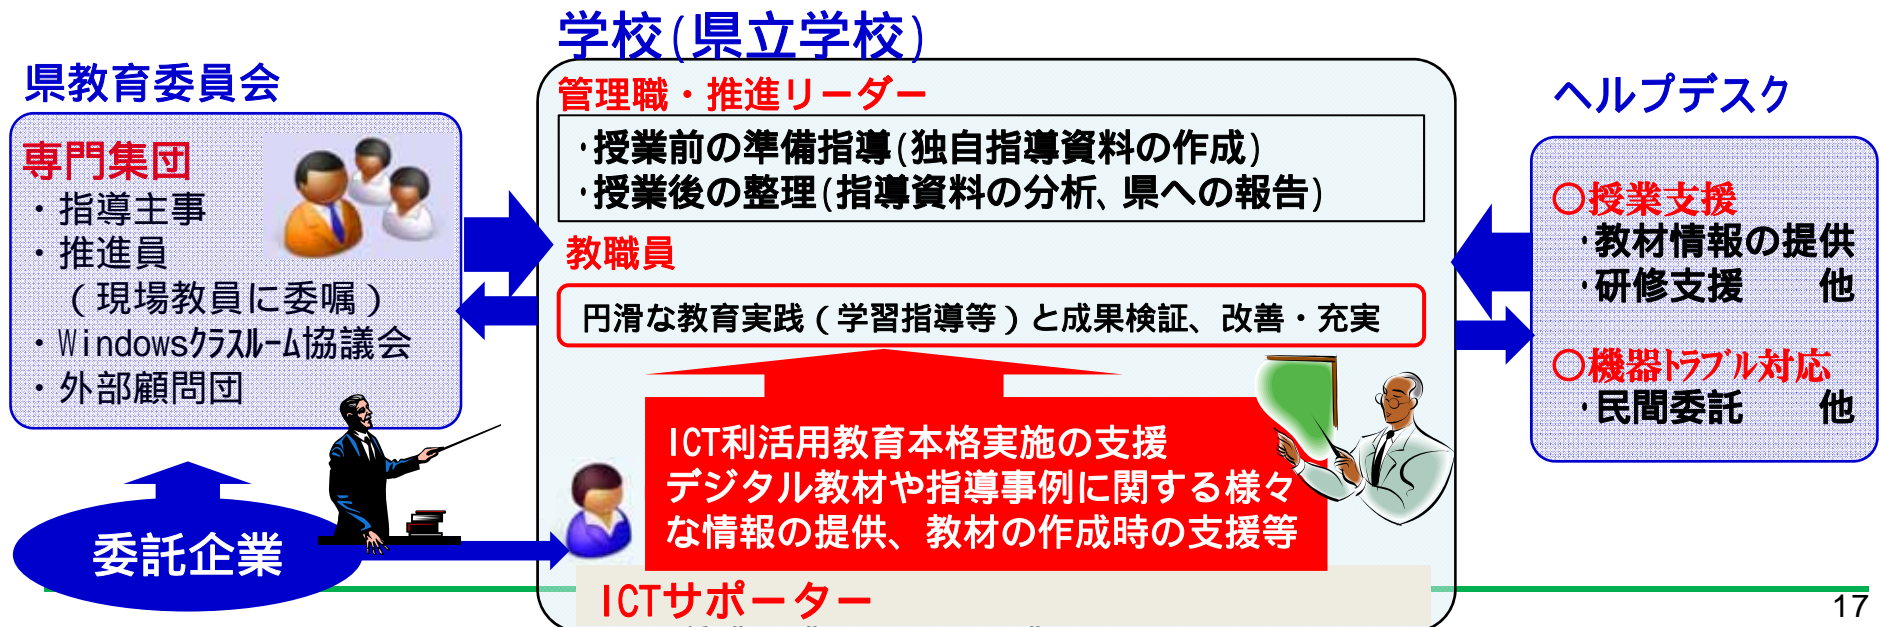 学校(県立学校)
県教育委員会
専門集団
・指導主事
・推進員
（現場教員に委嘱）
・Windowsｸﾗｽﾙｰﾑ協議会
・外部顧問団
委託企業
管理職・推進リーダー
･授業前の準備指導(独自指導資料の作成)
･授業後の整理(指導資料の分析、県への報告)
教職員
円滑な教育実践（学習指導等）と成果検証、改善・充実
ICT利活用教育本格実施の支援
デジタル教材や指導事例に関する様々
な情報の提供、教材の作成時の支援等
ICTサポーター
ヘルプデスク
○授業支援
･教材情報の提供
･研修支援　　他
○機器ﾄﾗﾌﾞﾙ対応
･民間委託　　他
17